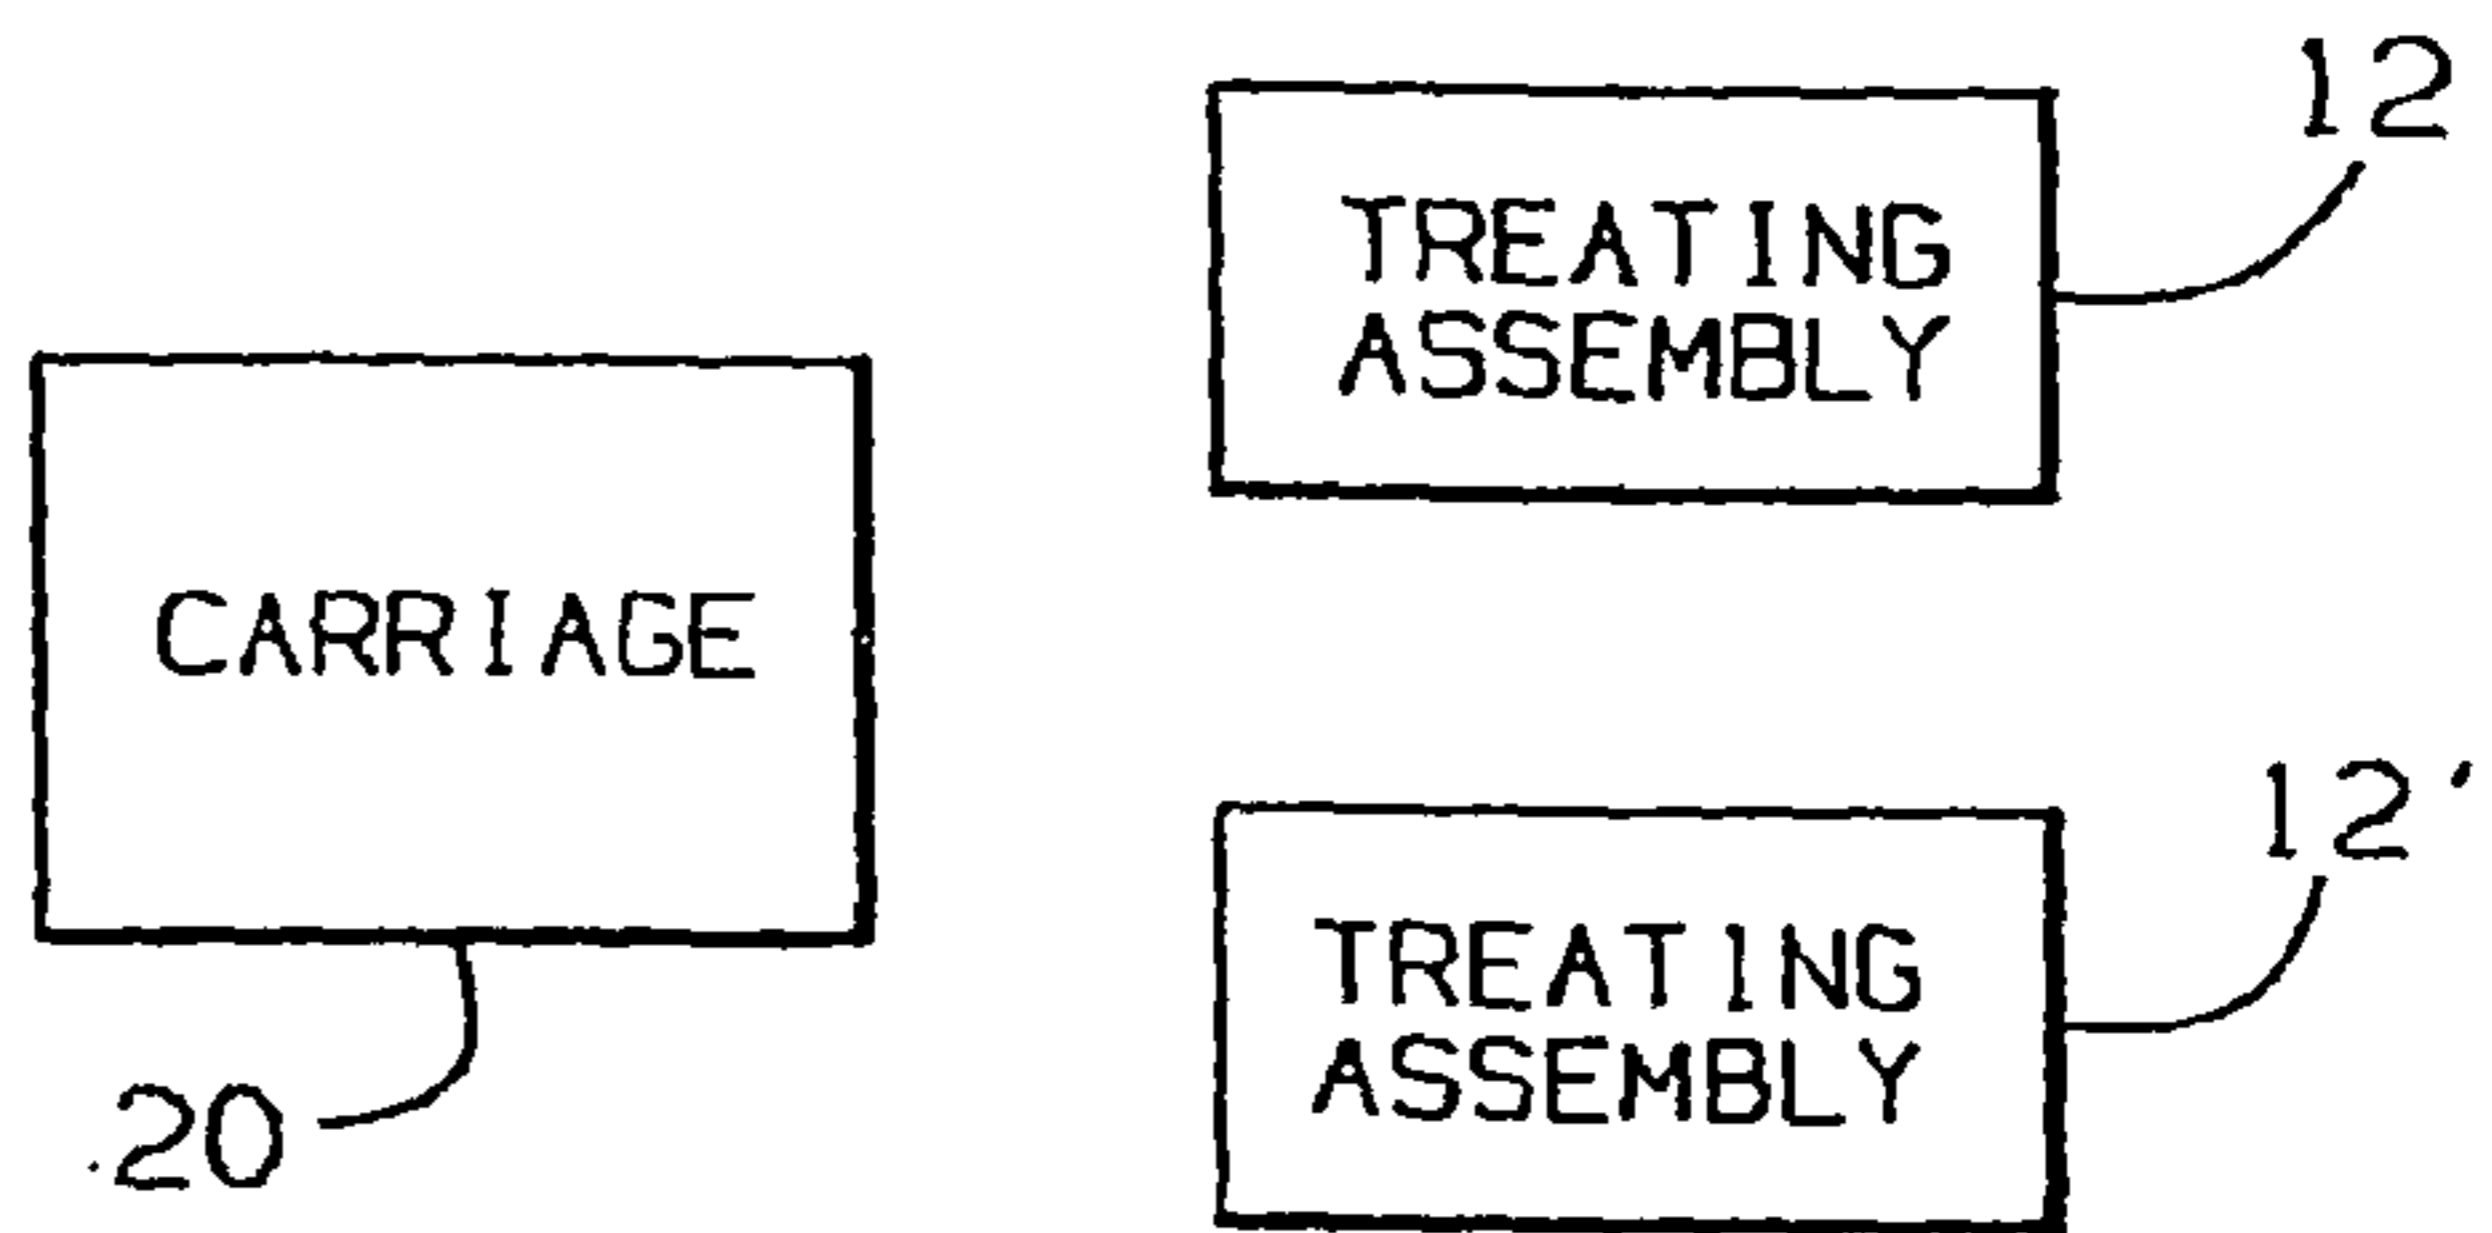 12
TREATING
ASSEMBLY
CARRIAGE
12'
TREATING
ASSEMBLY
20